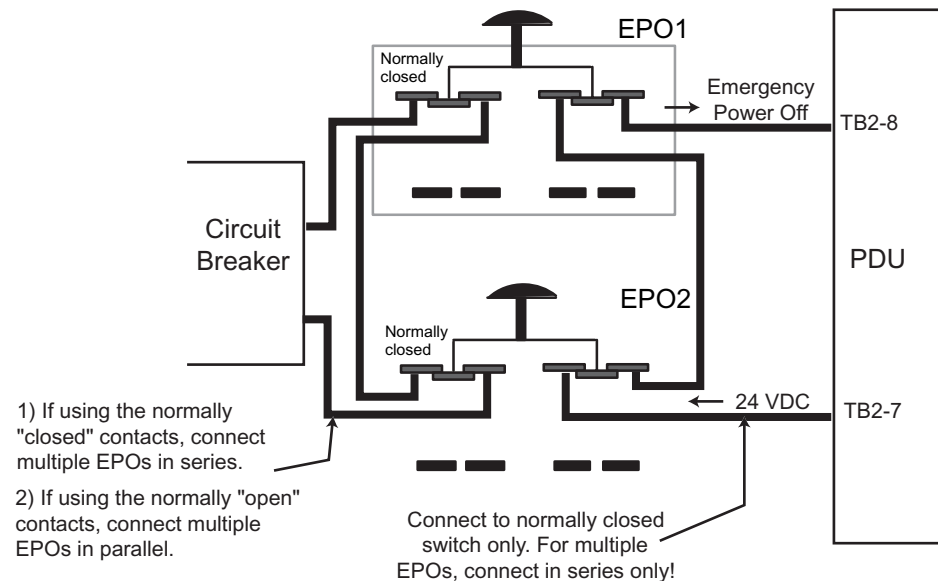 EPO1
Normally
closed
Emergency
Power Off
TB2-8
Circuit
Breaker
PDU
EPO2
Normally
closed
24 VDC
TB2-7
1) If using the normally
"closed" contacts, connect
multiple EPOs in series.
2) If using the normally "open"
contacts, connect multiple
EPOs in parallel.
Connect to normally closed
switch only. For multiple
EPOs, connect in series only!